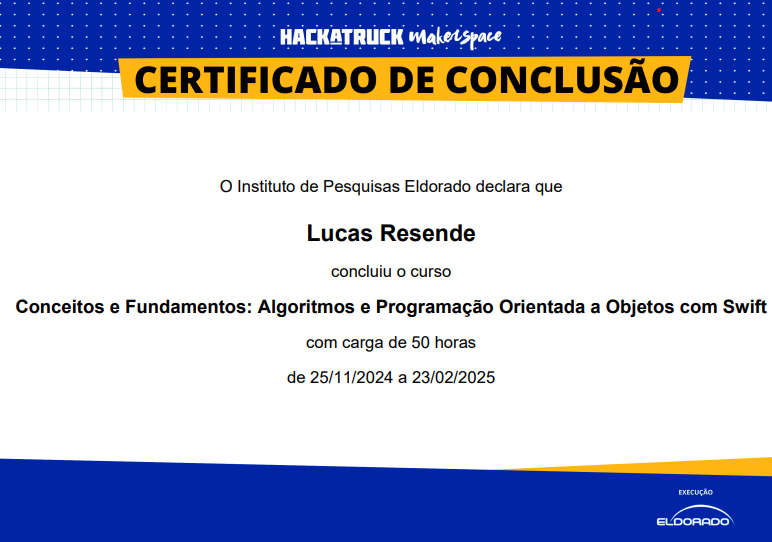 HACKATRUCK Makerspace
CERTIFICADO DE CONCLUSÃO
O Instituto de Pesquisas Eldorado declara que
Lucas Resende
concluiu o curso
Conceitos e Fundamentos: Algoritmos e Programação Orientada a Objetos com Swift
com carga de 50 horas
de 25/11/2024 a 23/02/2025
EXECUÇÃO
ELDORADO